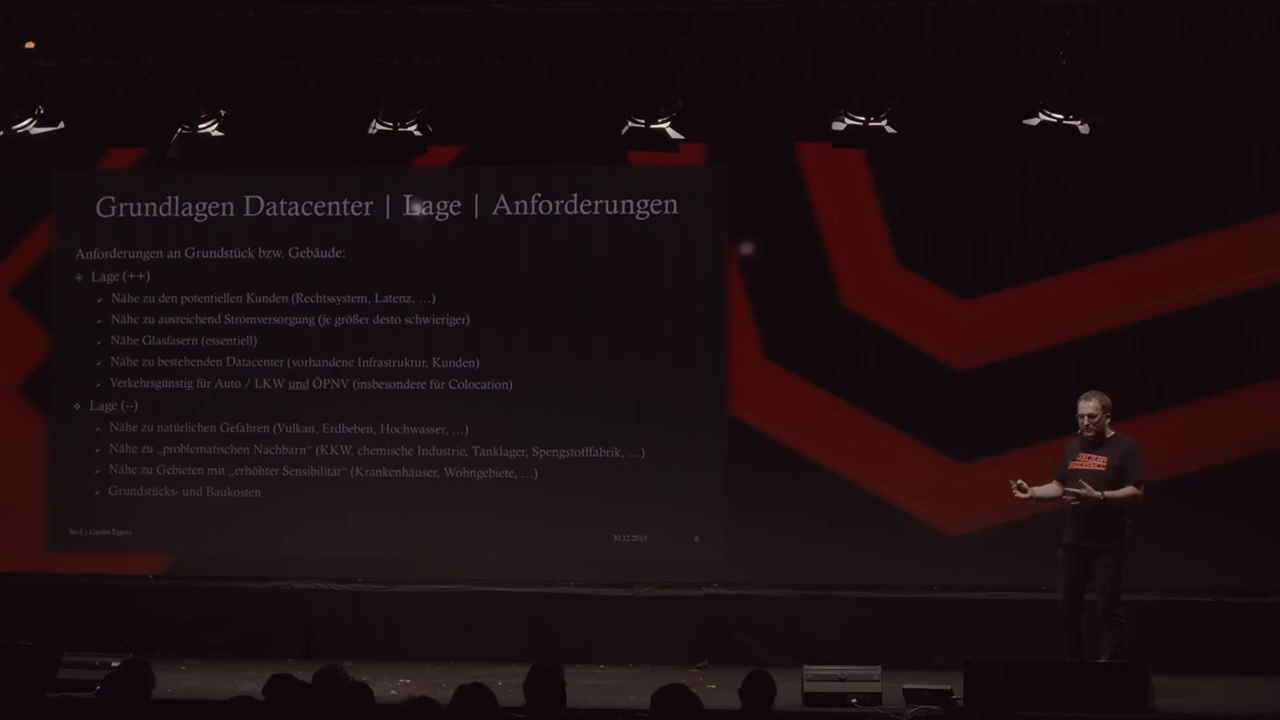 Grundlagen Datacenter | Lage | Anforderungen
Anforderungen an Grundstück bzw. Gebäude:
Lage (++)
Nähe zu den potentiellen Kunden (Rechtssystem, Latenz, …)
Nähe zu ausreichend Stromversorgung (je größer desto schwieriger)
Nähe Glasfasern (essentiell)
Nähe zu bestehenden Datacenter (vorhandene Infrastruktur, Kunden)
Verkehrsgünstig für Auto / LKW und ÖPNV (insbesondere für Colocation)
Lage (--)
Nähe zu natürlichen Gefahren (Vulkan, Erdbeben, Hochwasser, …)
Nähe zu „problematischen Nachbarn“ (KKW, chemische Industrie, Tanklager, Spengstofffabrik, …)
Nähe zu Gebieten mit „erhöhter Sensibilität“ (Krankenhäuser, Wohngebiete, …)
Grundstücks- und Baukosten
30.12.2019
8